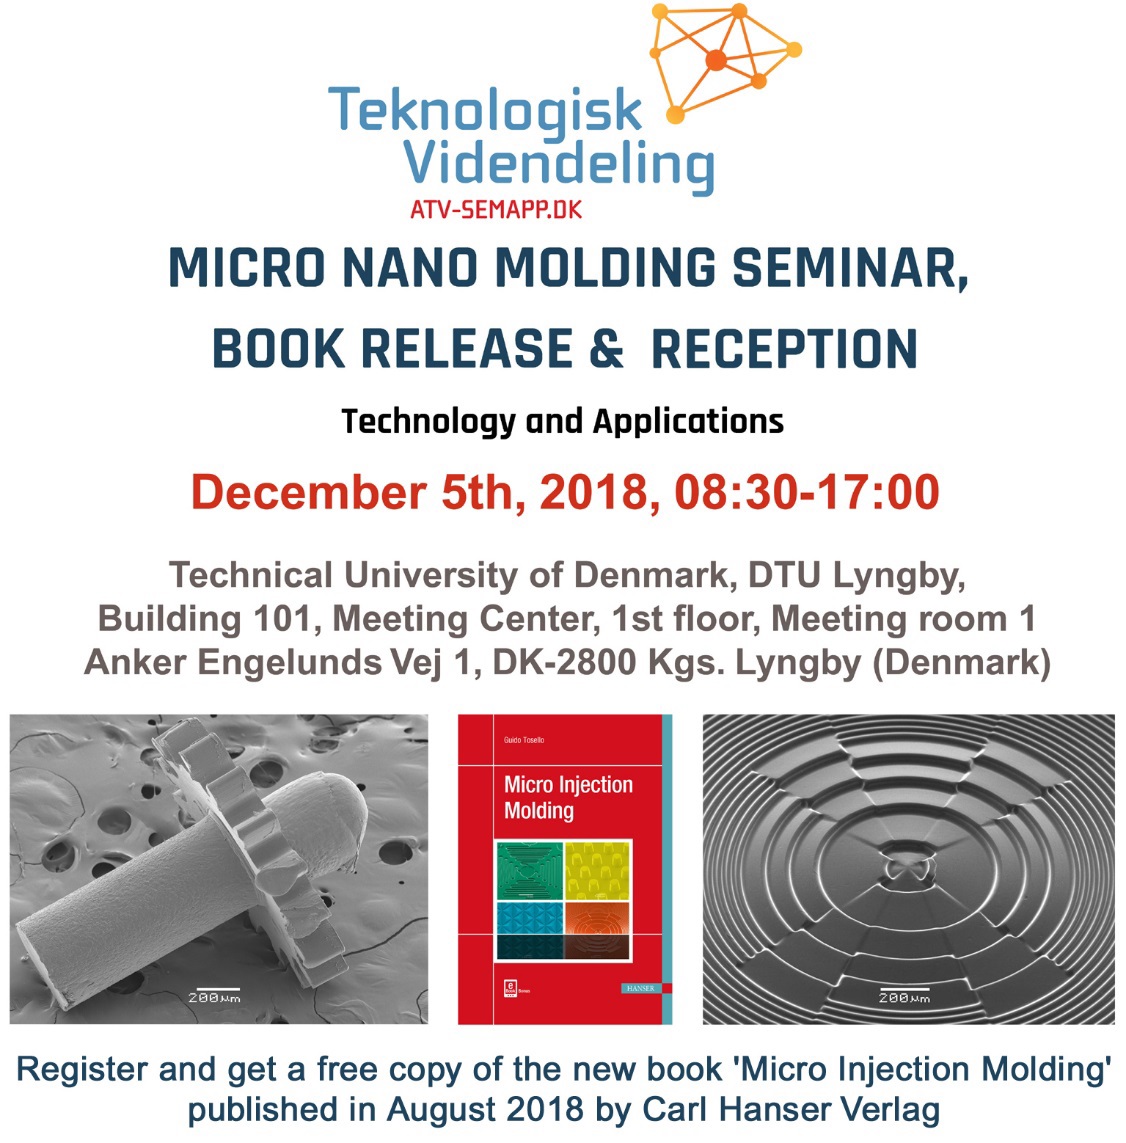 Teknologisk
Videndeling
ATV-SEMAPP.DK
MICRO NANO MOLDING SEMINAR,
BOOK RELEASE & RECEPTION
Technology and Applications
December 5th, 2018, 08:30-17:00
Technical University of Denmark, DTU Lyngby,
Building 101, Meeting Center, 1st floor, Meeting room 1
Anker Engelunds Vej 1, DK-2800 Kgs. Lyngby (Denmark)
200μm
Guido Tosello
Micro Injection
Molding
e
Book
HANSER
200μm
Register and get a free copy of the new book 'Micro Injection Molding'
published in August 2018 by Carl Hanser Verlag